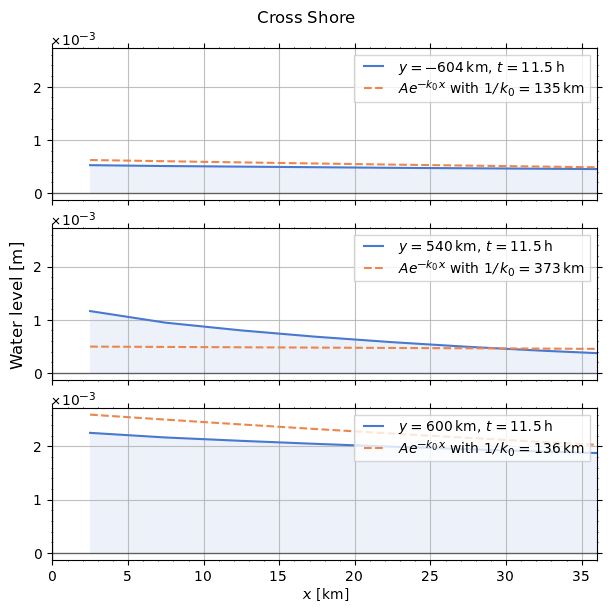 Cross Shore
×10⁻³
2
1
0
y = −604 km, t = 11.5 h
Ae^{−k₀x} with 1/k₀ = 135 km
×10⁻³
2
1
0
y = 540 km, t = 11.5 h
Ae^{−k₀x} with 1/k₀ = 373 km
Water level [m]
×10⁻³
2
1
0
y = 600 km, t = 11.5 h
Ae^{−k₀x} with 1/k₀ = 136 km
0 5 10 15 20 25 30 35
x [km]